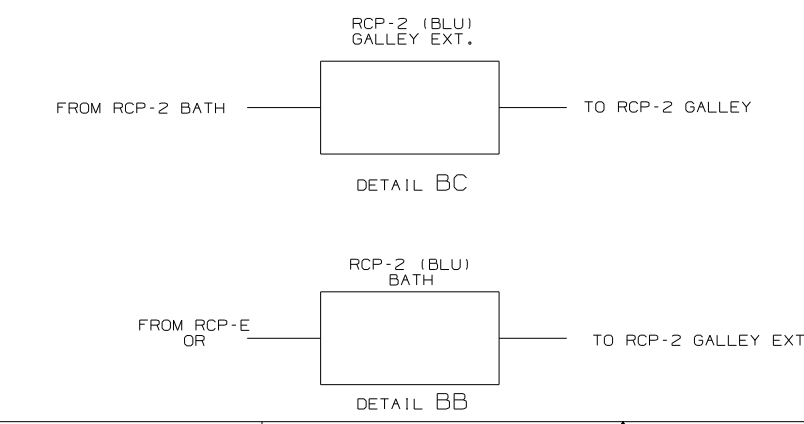 RCP-2 (BLU)
GALLEY EXT.
FROM RCP-2 BATH
TO RCP-2 GALLEY
DETAIL BC
RCP-2 (BLU)
BATH
FROM RCP-E
OR
TO RCP-2 GALLEY EXT
DETAIL BB